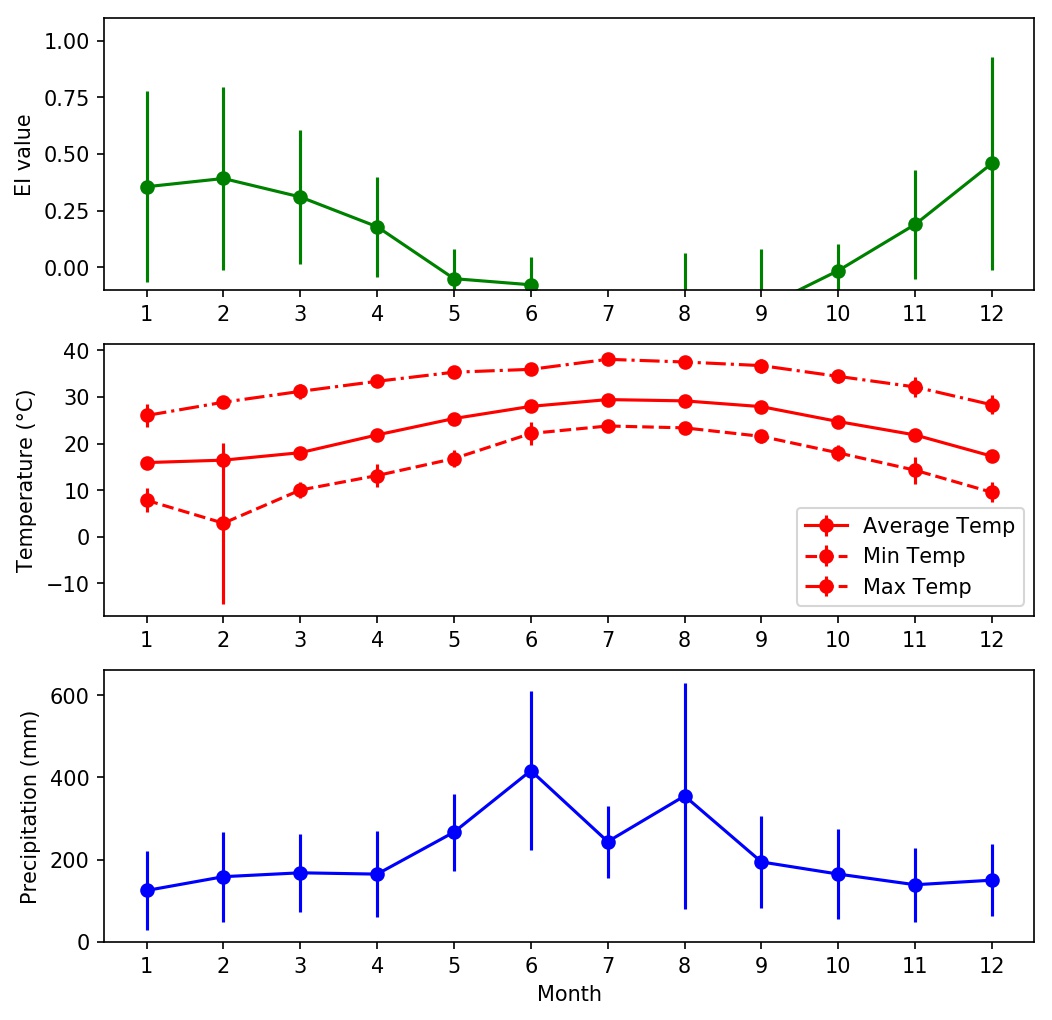 EI value
1.00
0.75
0.50
0.25
0.00
1 2 3 4 5 6 7 8 9 10 11 12
Temperature (°C)
40
30
20
10
0
−10
Average Temp
Min Temp
Max Temp
1 2 3 4 5 6 7 8 9 10 11 12
Precipitation (mm)
600
400
200
0
1 2 3 4 5 6 7 8 9 10 11 12
Month